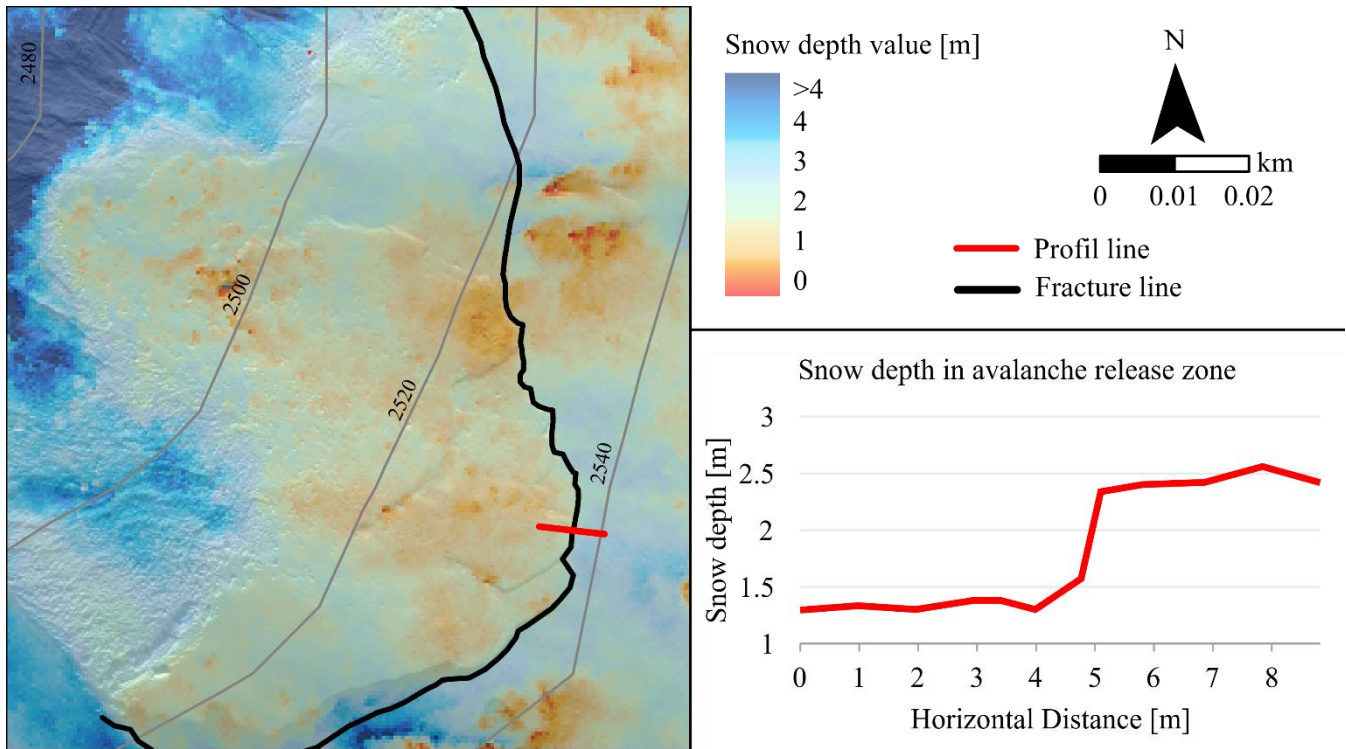 2480
2500
2520
2540
Snow depth value [m]
>4
4
3
2
1
0
N
km
0 0.01 0.02
Profil line
Fracture line
Snow depth in avalanche release zone
Snow depth [m]
3
2.5
2
1.5
1
0 1 2 3 4 5 6 7 8
Horizontal Distance [m]